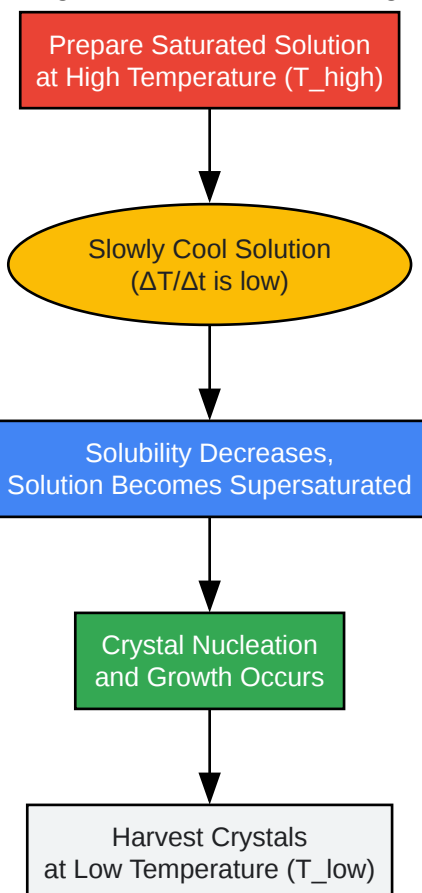 Prepare Saturated Solution
at High Temperature (T_high)
Slowly Cool Solution
(ΔT/Δt is low)
Solubility Decreases,
Solution Becomes Supersaturated
Crystal Nucleation
and Growth Occurs
Harvest Crystals
at Low Temperature (T_low)